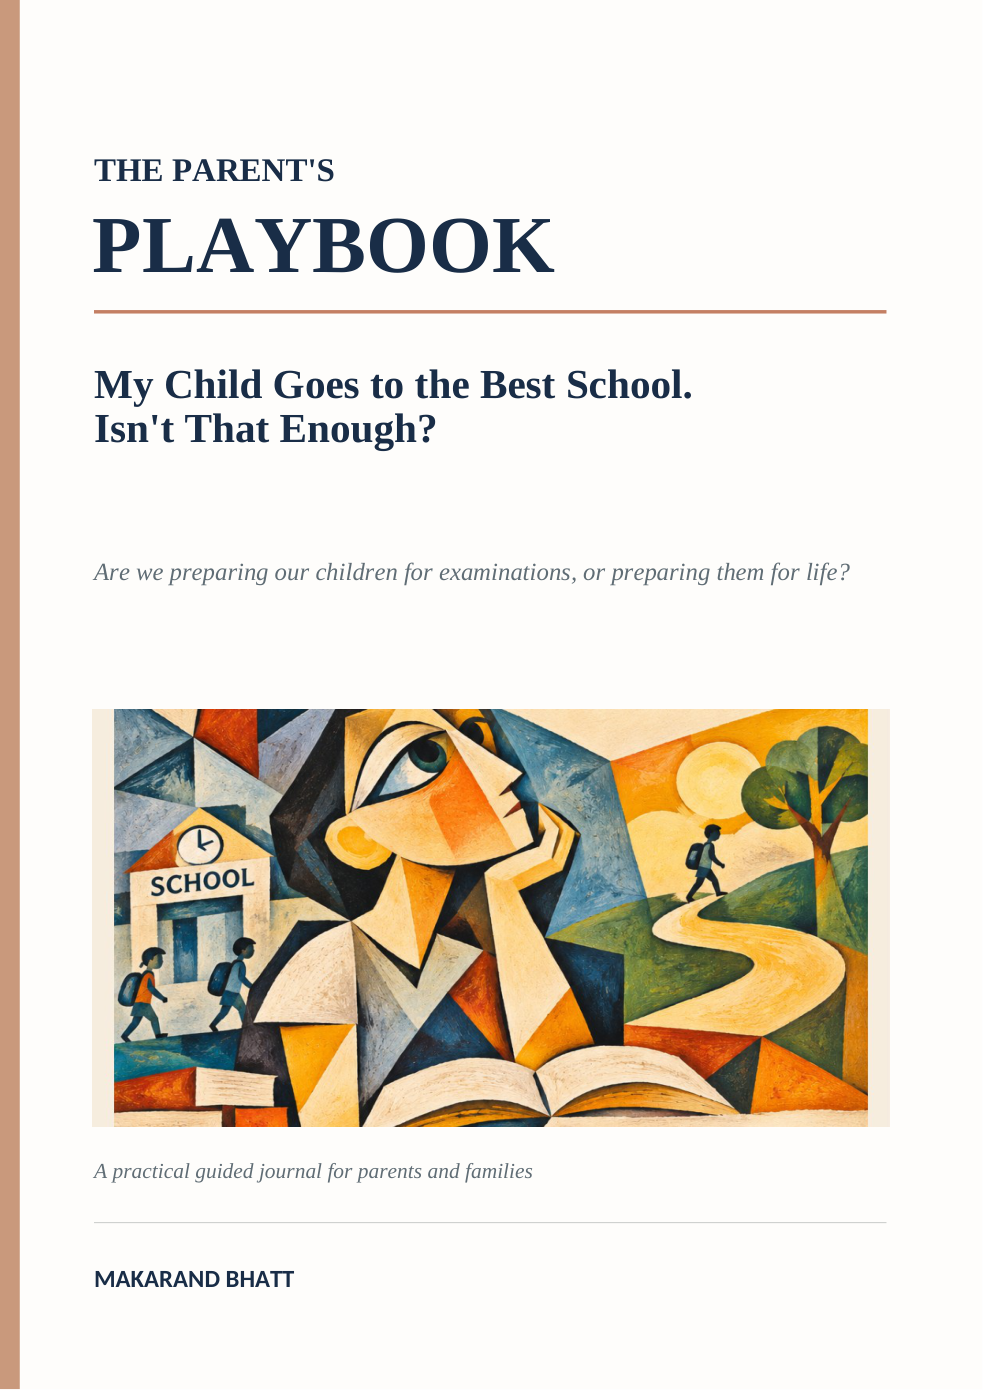 THE PARENT'S
PLAYBOOK
My Child Goes to the Best School.
Isn't That Enough?
Are we preparing our children for examinations, or preparing them for life?
SCHOOL
A practical guided journal for parents and families
MAKARAND BHATT